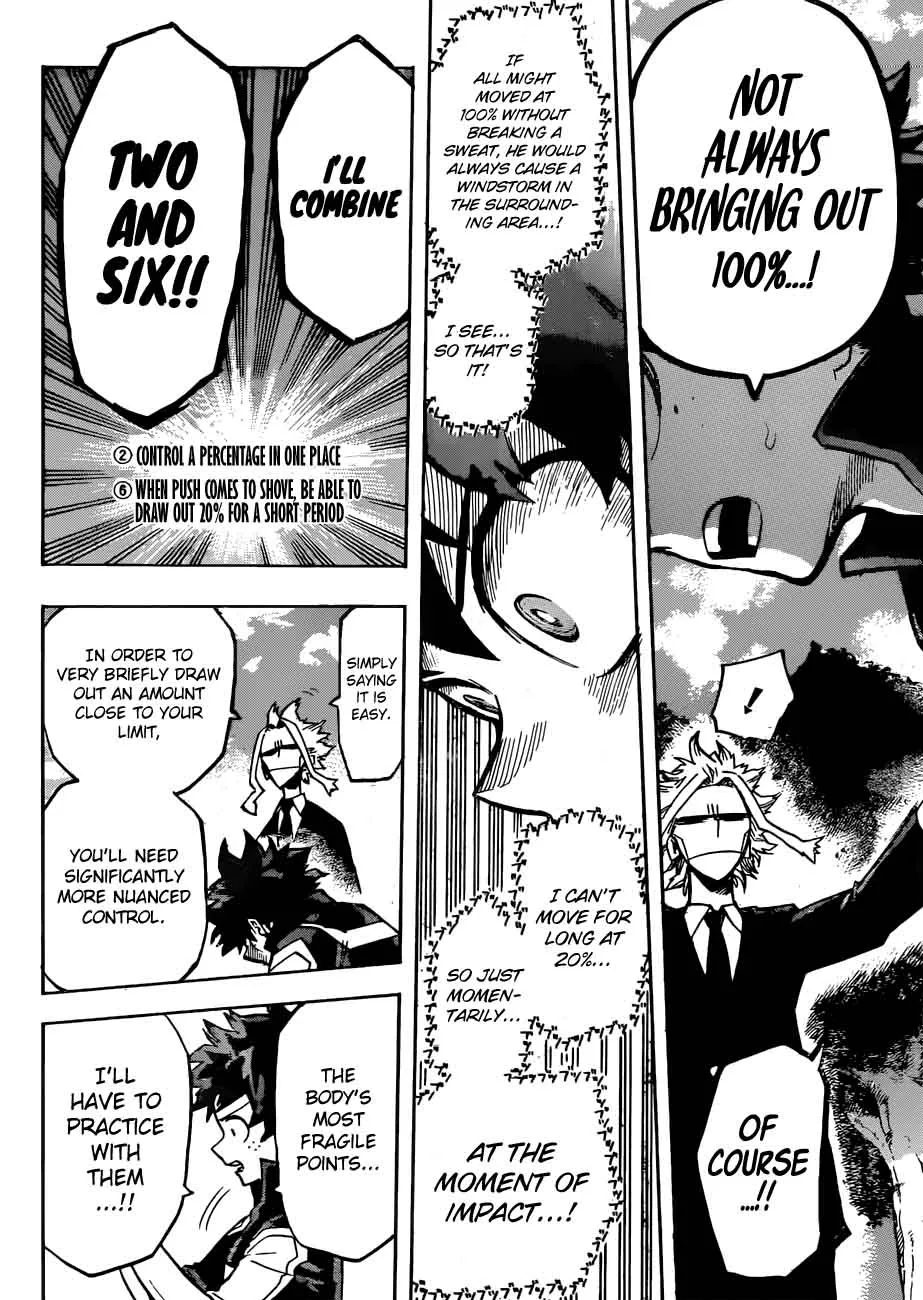 NOT
ALWAYS
BRINGING OUT
100%...!
!
OF
COURSE
...!!
IF
ALL MIGHT
MOVED AT
100% WITHOUT
BREAKING A
SWEAT, HE WOULD
ALWAYS CAUSE A
WINDSTORM IN
THE SURROUND-
ING AREA...!
I SEE...
SO THAT'S
IT!
I CAN'T
MOVE FOR
LONG AT
20%...
SO JUST
MOMEN-
TARILY...
AT THE
MOMENT OF
IMPACT...!
I'LL
COMBINE
TWO
AND
SIX!!
② CONTROL A PERCENTAGE IN ONE PLACE
⑥ WHEN PUSH COMES TO SHOVE, BE ABLE TO
DRAW OUT 20% FOR A SHORT PERIOD
SIMPLY
SAYING
IT IS
EASY.
IN ORDER TO
VERY BRIEFLY DRAW
OUT AN AMOUNT
CLOSE TO YOUR
LIMIT,
YOU'LL NEED
SIGNIFICANTLY
MORE NUANCED
CONTROL.
THE
BODY'S
MOST
FRAGILE
POINTS...
I'LL
HAVE TO
PRACTICE
WITH
THEM
...!!